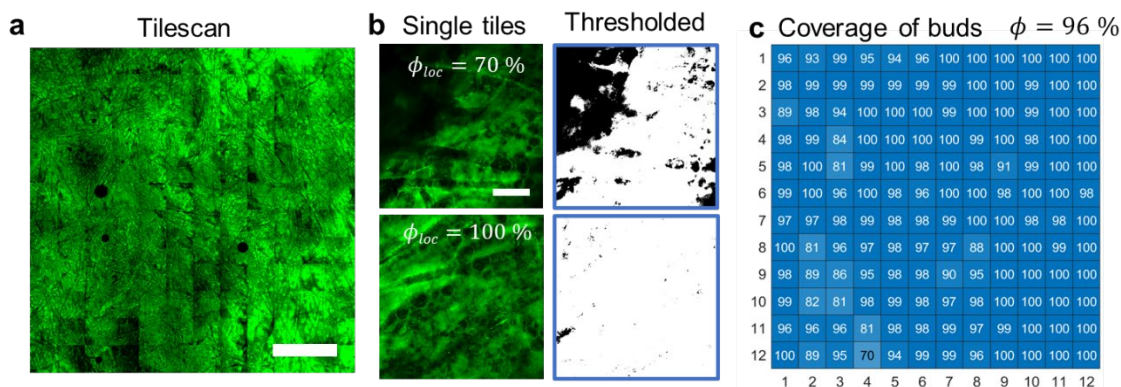 a Tilescan
b Single tiles Thresholded
c Coverage of buds ϕ = 96 %
ϕ_loc = 70 %
ϕ_loc = 100 %
1 96 93 99 95 94 96 100 100 100 100 100 100
2 98 99 99 99 99 99 99 100 100 99 100 100
3 89 98 94 100 100 100 99 100 100 99 100 100
4 98 99 84 100 100 100 100 99 100 98 100 100
5 98 100 81 99 100 98 100 98 91 99 100 100
6 99 100 96 100 98 96 100 100 98 100 100 98
7 97 97 98 99 98 98 99 100 100 98 98 100
8 100 81 96 97 98 97 97 88 100 100 99 100
9 98 89 86 95 98 98 90 95 100 100 100 100
10 99 82 81 98 99 98 97 98 100 100 100 100
11 96 96 96 81 98 98 99 97 99 100 100 100
12 100 89 95 70 94 99 99 96 100 100 100 100
1 2 3 4 5 6 7 8 9 10 11 12